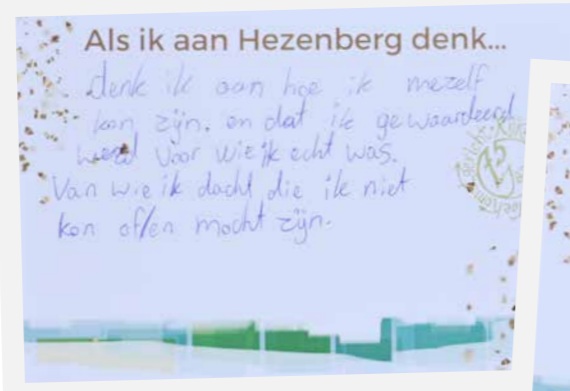 Als ik aan Hezenberg denk...
denk ik aan hoe ik mezelf
kon zijn. en dat ik gewaardeerd
werd voor wie ik echt was.
Van wie ik dacht die ik niet
kon of/en mocht zijn.
75